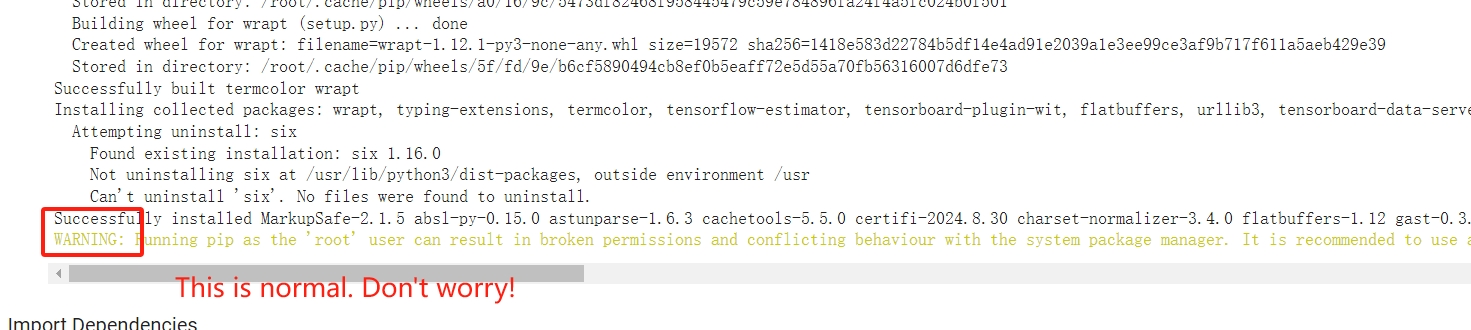 Stored in directory: /root/.cache/pip/wheels/a0/16/9c/5473df82468f958445479c59e784896fa24f4a5fc024b0f501
Building wheel for wrapt (setup.py) ... done
Created wheel for wrapt: filename=wrapt-1.12.1-py3-none-any.whl size=19572 sha256=1418e583d22784b5df14e4ad91e2039a1e3ee99ce3af9b717f611a5aeb429e39
Stored in directory: /root/.cache/pip/wheels/5f/fd/9e/b6cf5890494cb8ef0b5eaff72e5d55a70fb56316007d6dfe73
Successfully built termcolor wrapt
Installing collected packages: wrapt, typing-extensions, termcolor, tensorflow-estimator, tensorboard-plugin-wit, flatbuffers, urllib3, tensorboard-data-serve
Attempting uninstall: six
Found existing installation: six 1.16.0
Not uninstalling six at /usr/lib/python3/dist-packages, outside environment /usr
Can't uninstall 'six'. No files were found to uninstall.
Successfully installed MarkupSafe-2.1.5 absl-py-0.15.0 astunparse-1.6.3 cachetools-5.5.0 certifi-2024.8.30 charset-normalizer-3.4.0 flatbuffers-1.12 gast-0.3.
WARNING: Running pip as the 'root' user can result in broken permissions and conflicting behaviour with the system package manager. It is recommended to use a
This is normal. Don't worry!
Import Dependencies